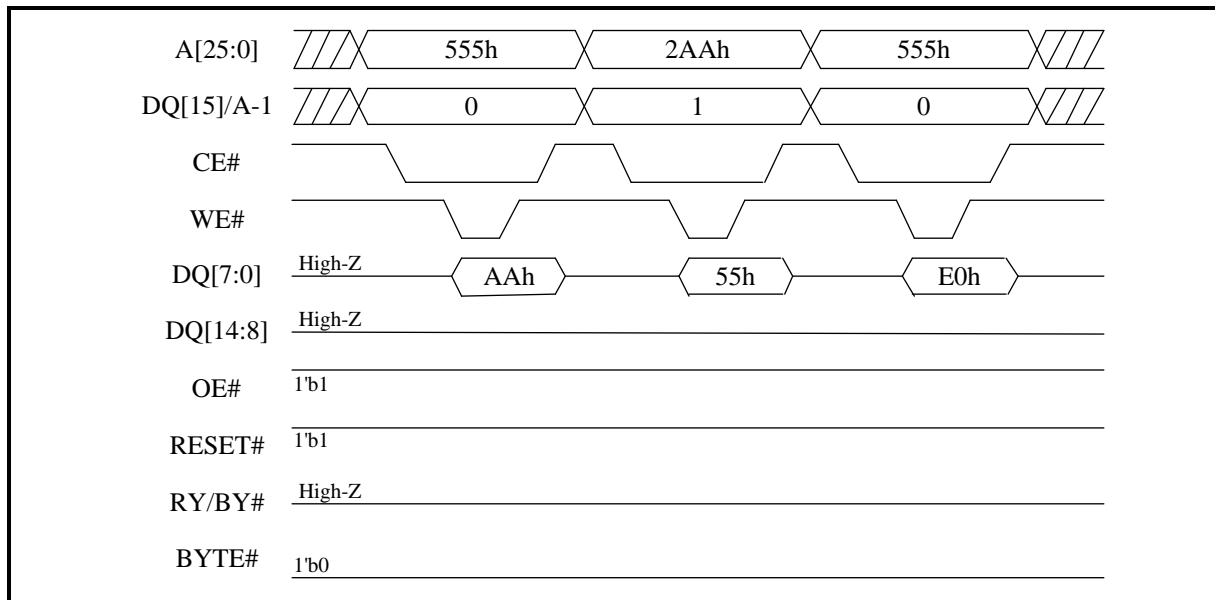 A[25:0] 555h 2AAh 555h
DQ[15]/A-1 0 1 0
CE#
WE#
DQ[7:0] High-Z AAh 55h E0h
DQ[14:8] High-Z
OE# 1'b1
RESET# 1'b1
RY/BY# High-Z
BYTE# 1'b0